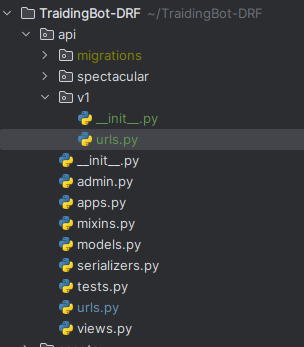 TraidingBot-DRF ~/TraidingBot-DRF
api
migrations
spectacular
v1
__init__.py
urls.py
__init__.py
admin.py
apps.py
mixins.py
models.py
serializers.py
tests.py
urls.py
views.py